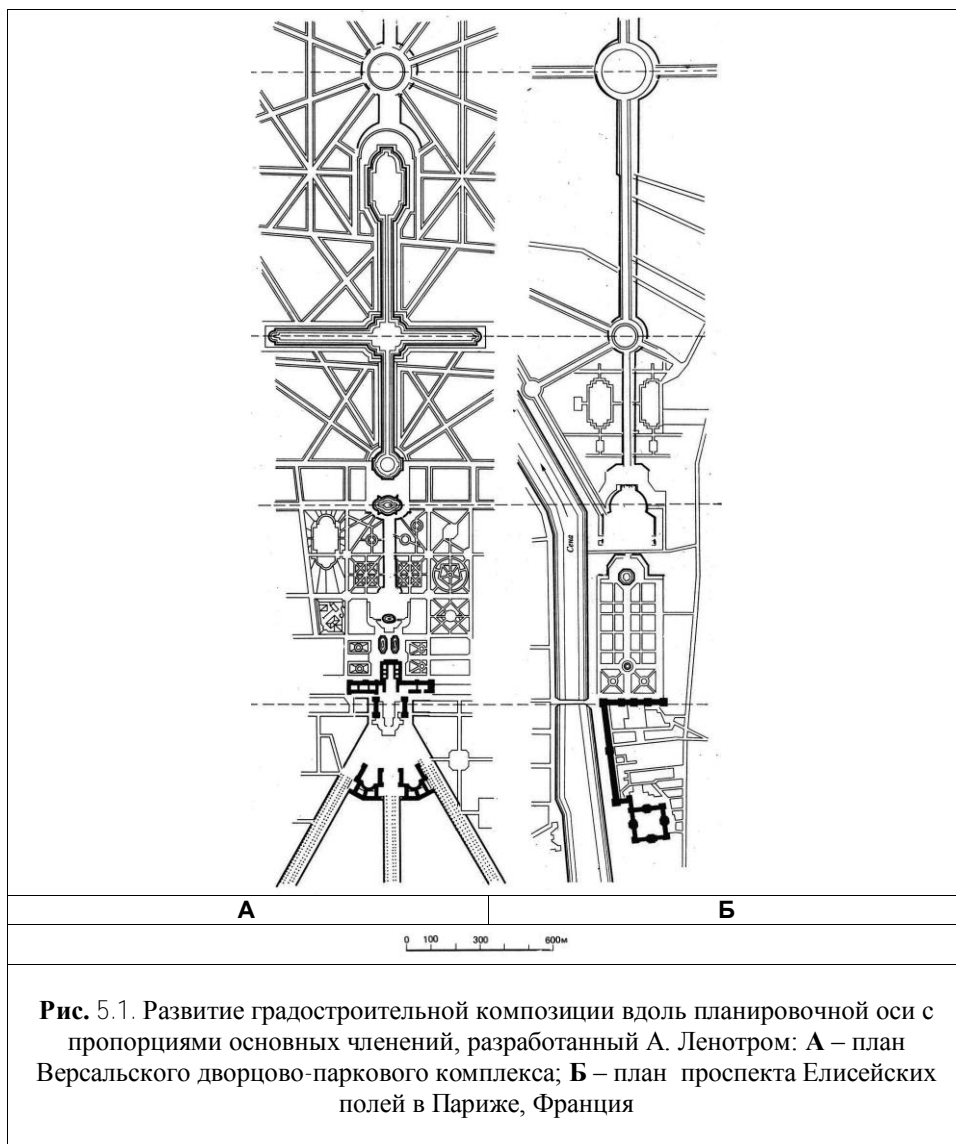 Сена
А
Б
0 100 300 600м
Рис. 5.1. Развитие градостроительной композиции вдоль планировочной оси с
пропорциями основных членений, разработанный А. Ленотром: А – план
Версальского дворцово-паркового комплекса; Б – план проспекта Елисейских
полей в Париже, Франция